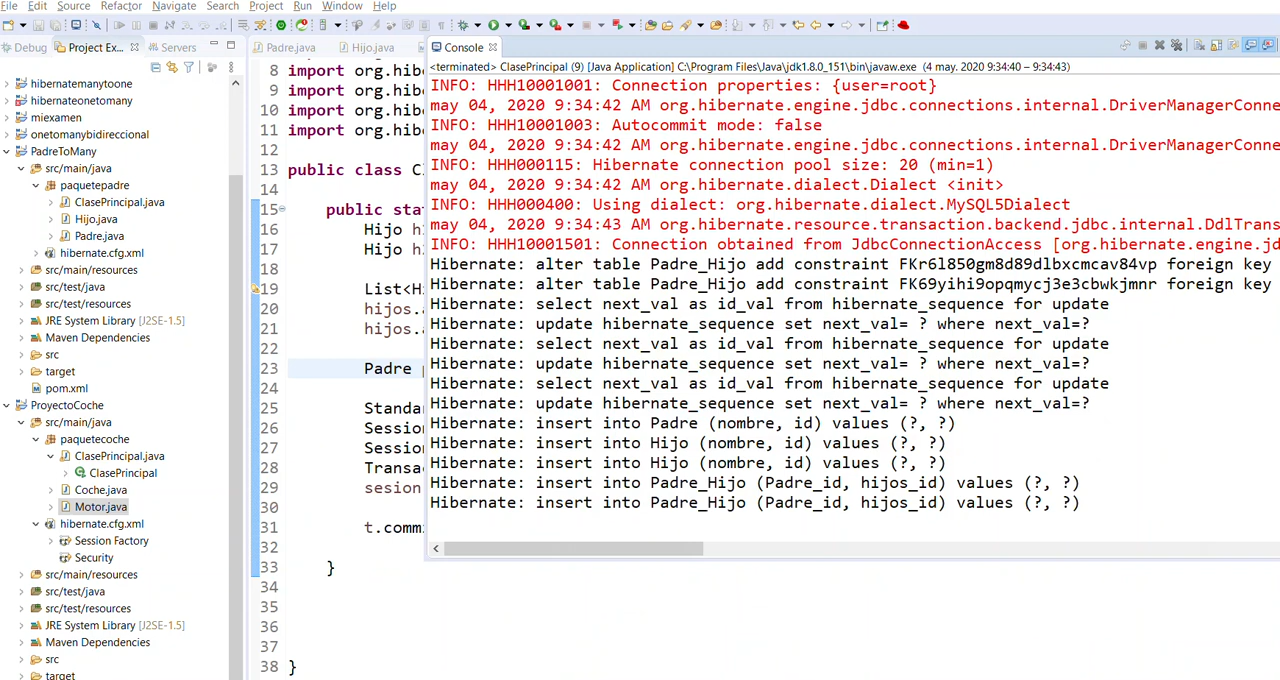 File Edit Source Refactor Navigate Search Project Run Window Help
Debug Project Ex... Servers
hibernatemanytoone
hibernateonetomany
miexamen
onetomanybidireccional
PadreToMany
src/main/java
paquetepadre
ClasePrincipal.java
Hijo.java
Padre.java
hibernate.cfg.xml
src/main/resources
src/test/java
src/test/resources
JRE System Library [J2SE-1.5]
Maven Dependencies
src
target
pom.xml
ProyectoCoche
src/main/java
paquetecoche
ClasePrincipal.java
ClasePrincipal
Coche.java
Motor.java
hibernate.cfg.xml
Session Factory
Security
src/main/resources
src/test/java
src/test/resources
JRE System Library [J2SE-1.5]
Maven Dependencies
src
target
Padre.java Hijo.java
8 import org.hibe
9 import org.hibe
10 import org.hibe
11 import org.hibe
12
13 public class C
14
15 public sta
16 Hijo h
17 Hijo h
18
19 List<H
20 hijos.a
21 hijos.a
22
23 Padre p
24
25 Standa
26 Session
27 Session
28 Transa
29 sesion
30
31 t.comm
32
33 }
34
35
36
37
38 }
Console
<terminated> ClasePrincipal (9) [Java Application] C:\Program Files\Java\jdk1.8.0_151\bin\javaw.exe (4 may. 2020 9:34:40 – 9:34:43)
INFO: HHH10001001: Connection properties: {user=root}
may 04, 2020 9:34:42 AM org.hibernate.engine.jdbc.connections.internal.DriverManagerConne
INFO: HHH10001003: Autocommit mode: false
may 04, 2020 9:34:42 AM org.hibernate.engine.jdbc.connections.internal.DriverManagerConne
INFO: HHH000115: Hibernate connection pool size: 20 (min=1)
may 04, 2020 9:34:42 AM org.hibernate.dialect.Dialect <init>
INFO: HHH000400: Using dialect: org.hibernate.dialect.MySQL5Dialect
may 04, 2020 9:34:43 AM org.hibernate.resource.transaction.backend.jdbc.internal.DdlTrans
INFO: HHH10001501: Connection obtained from JdbcConnectionAccess [org.hibernate.engine.jd
Hibernate: alter table Padre_Hijo add constraint FKr6l850gm8d89dlbxcmcav84vp foreign key
Hibernate: alter table Padre_Hijo add constraint FK69yihi9opqmycj3e3cbwkjmnr foreign key
Hibernate: select next_val as id_val from hibernate_sequence for update
Hibernate: update hibernate_sequence set next_val= ? where next_val=?
Hibernate: select next_val as id_val from hibernate_sequence for update
Hibernate: update hibernate_sequence set next_val= ? where next_val=?
Hibernate: select next_val as id_val from hibernate_sequence for update
Hibernate: update hibernate_sequence set next_val= ? where next_val=?
Hibernate: insert into Padre (nombre, id) values (?, ?)
Hibernate: insert into Hijo (nombre, id) values (?, ?)
Hibernate: insert into Hijo (nombre, id) values (?, ?)
Hibernate: insert into Padre_Hijo (Padre_id, hijos_id) values (?, ?)
Hibernate: insert into Padre_Hijo (Padre_id, hijos_id) values (?, ?)